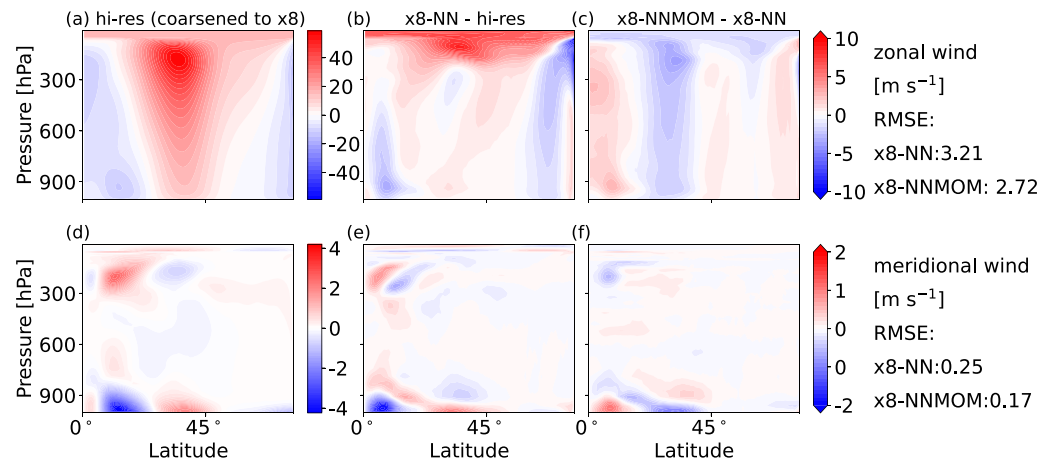 (a) hi-res (coarsened to x8)
(b) x8-NN - hi-res
(c) x8-NNMOM - x8-NN
Pressure [hPa]
300
600
900
40
20
0
-20
-40
10
5
0
-5
-10
zonal wind
[m s⁻¹]
RMSE:
x8-NN:3.21
x8-NNMOM: 2.72
(d)
(e)
(f)
Pressure [hPa]
300
600
900
0° 45°
Latitude
4
2
0
-2
-4
0° 45°
Latitude
0° 45°
Latitude
2
1
0
0
-1
-2
meridional wind
[m s⁻¹]
RMSE:
x8-NN:0.25
x8-NNMOM:0.17